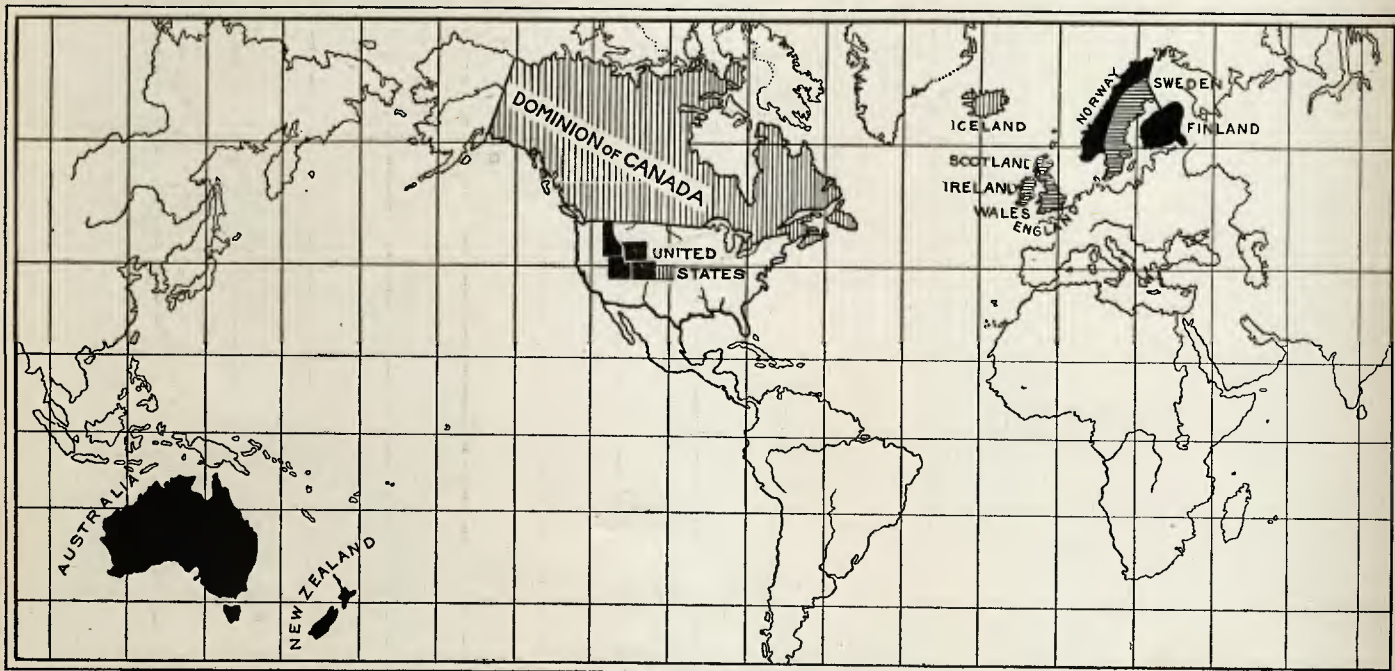 DOMINION OF CANADA
UNITED
STATES
ICELAND
NORWAY
SWEDEN
FINLAND
SCOTLAND
IRELAND
WALES
ENGLAND
AUSTRALIA
NEW ZEALAND